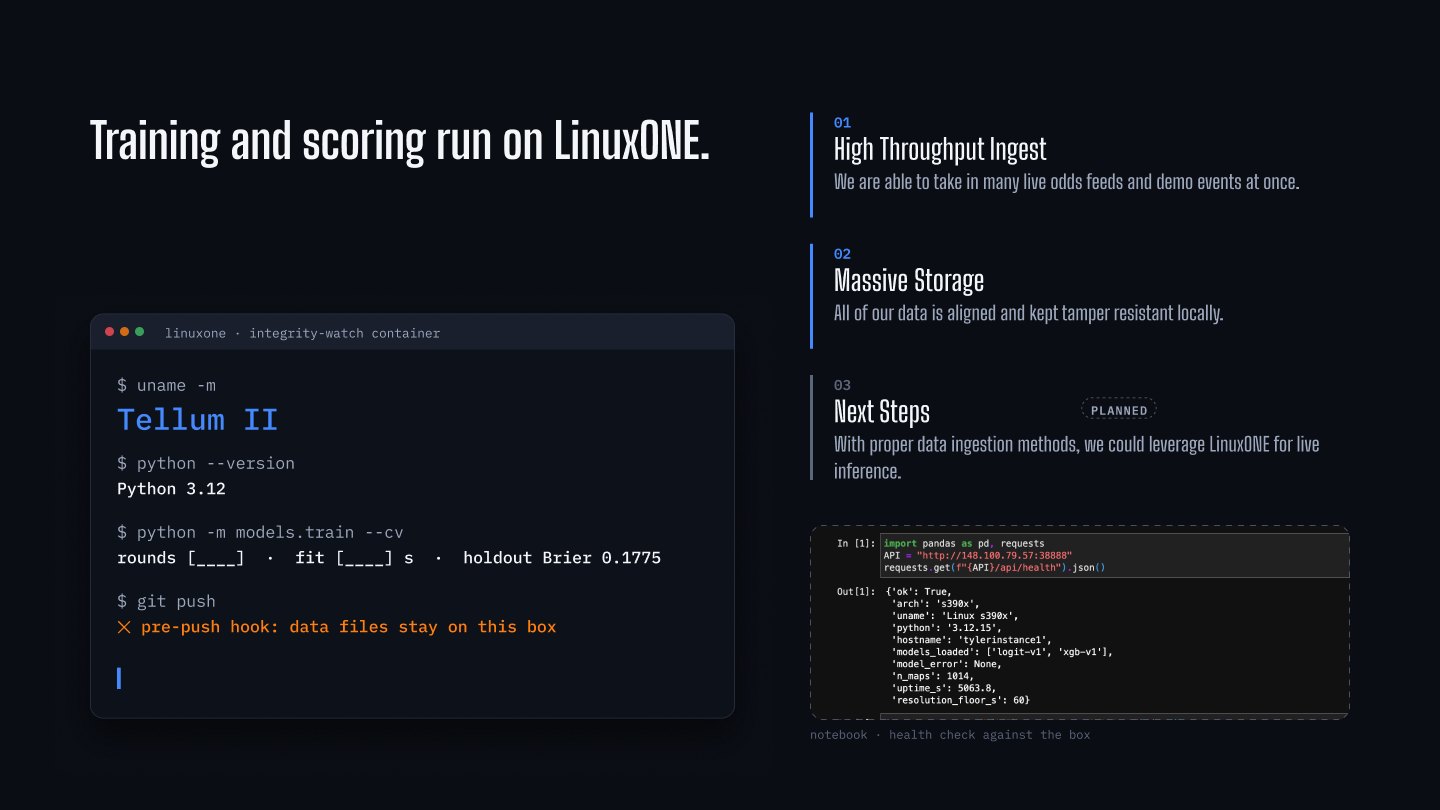 Training and scoring run on LinuxONE.
linuxone · integrity-watch container
$ uname -m
Tellum II
$ python --version
Python 3.12
$ python -m models.train --cv
rounds [____] · fit [____] s · holdout Brier 0.1775
$ git push
✕ pre-push hook: data files stay on this box
01
High Throughput Ingest
We are able to take in many live odds feeds and demo events at once.
02
Massive Storage
All of our data is aligned and kept tamper resistant locally.
03
Next Steps
PLANNED
With proper data ingestion methods, we could leverage LinuxONE for live
inference.
In [1]: import pandas as pd, requests
API = "http://148.100.79.57:38888"
requests.get(f"{API}/api/health").json()
Out[1]: {'ok': True,
'arch': 's390x',
'uname': 'Linux s390x',
'python': '3.12.15',
'hostname': 'tylerinstance1',
'models_loaded': ['logit-v1', 'xgb-v1'],
'model_error': None,
'n_maps': 1014,
'uptime_s': 5063.8,
'resolution_floor_s': 60}
notebook · health check against the box